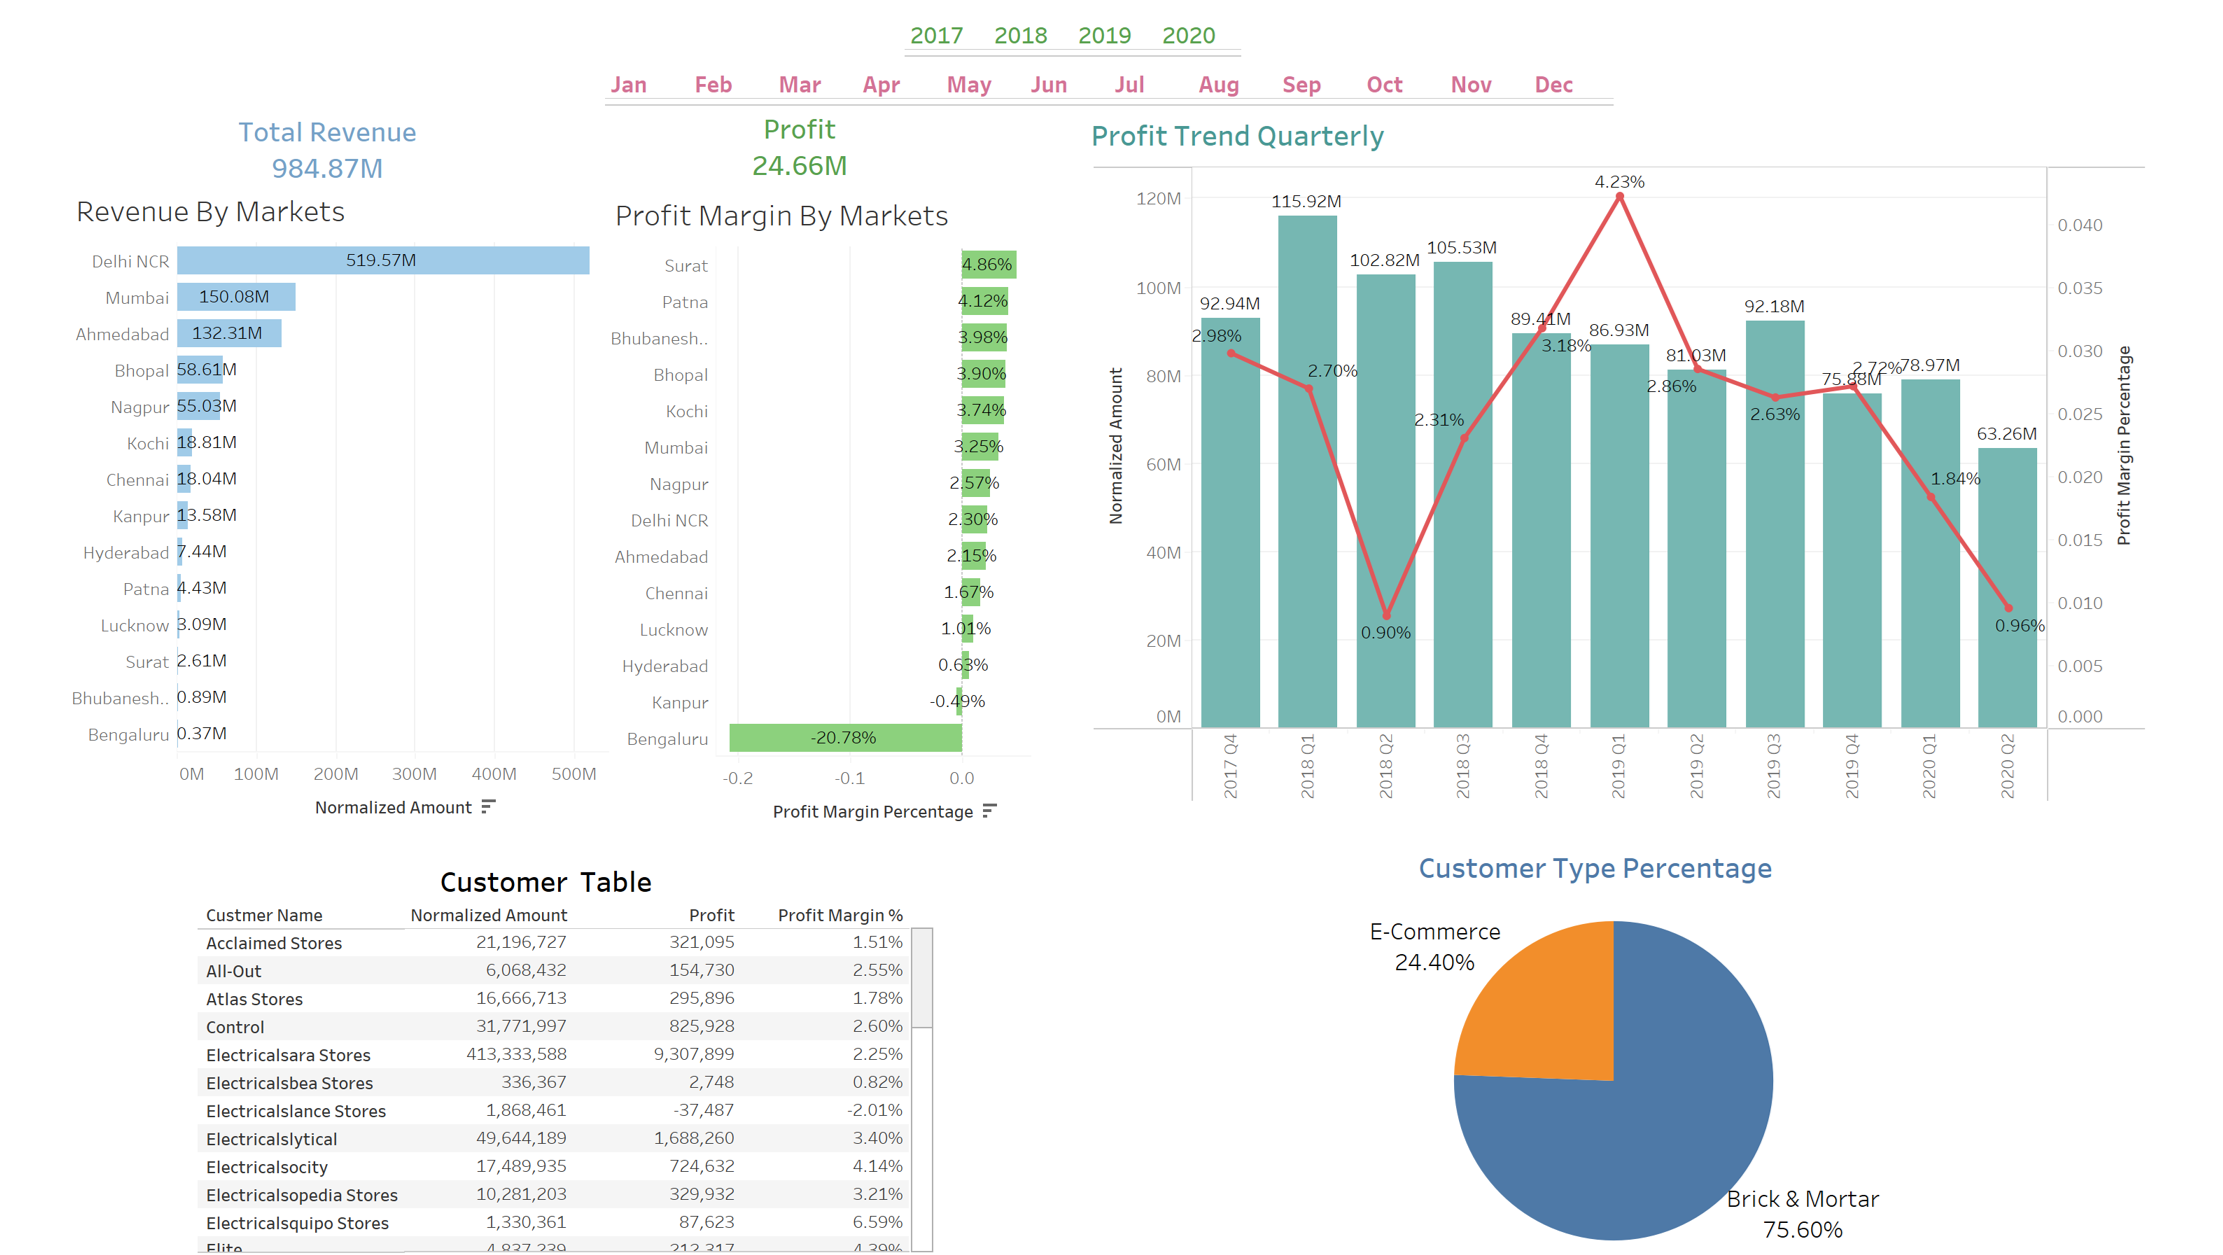 2017 2018 2019 2020
Jan Feb Mar Apr May Jun Jul Aug Sep Oct Nov Dec
Total Revenue
984.87M
Revenue By Markets
Delhi NCR 519.57M
Mumbai 150.08M
Ahmedabad 132.31M
Bhopal 58.61M
Nagpur 55.03M
Kochi 18.81M
Chennai 18.04M
Kanpur 13.58M
Hyderabad 7.44M
Patna 4.43M
Lucknow 3.09M
Surat 2.61M
Bhubanesh.. 0.89M
Bengaluru 0.37M
0M 100M 200M 300M 400M 500M
Normalized Amount
Profit
24.66M
Profit Margin By Markets
Surat 4.86%
Patna 4.12%
Bhubanesh.. 3.98%
Bhopal 3.90%
Kochi 3.74%
Mumbai 3.25%
Nagpur 2.57%
Delhi NCR 2.30%
Ahmedabad 2.15%
Chennai 1.67%
Lucknow 1.01%
Hyderabad 0.63%
Kanpur -0.49%
Bengaluru -20.78%
-0.2 -0.1 0.0
Profit Margin Percentage
Profit Trend Quarterly
Normalized Amount
120M
100M
80M
60M
40M
20M
0M
92.94M 115.92M 102.82M 105.53M 89.41M 86.93M 81.03M 92.18M 75.88M 78.97M 63.26M
2.98% 2.70% 0.90% 2.31% 3.18% 4.23% 2.86% 2.63% 2.72% 1.84% 0.96%
0.040
0.035
0.030
0.025
0.020
0.015
0.010
0.005
0.000
Profit Margin Percentage
2017 Q4 2018 Q1 2018 Q2 2018 Q3 2018 Q4 2019 Q1 2019 Q2 2019 Q3 2019 Q4 2020 Q1 2020 Q2
Customer Table
Custmer Name Normalized Amount Profit Profit Margin %
Acclaimed Stores 21,196,727 321,095 1.51%
All-Out 6,068,432 154,730 2.55%
Atlas Stores 16,666,713 295,896 1.78%
Control 31,771,997 825,928 2.60%
Electricalsara Stores 413,333,588 9,307,899 2.25%
Electricalsbea Stores 336,367 2,748 0.82%
Electricalslance Stores 1,868,461 -37,487 -2.01%
Electricalslytical 49,644,189 1,688,260 3.40%
Electricalsocity 17,489,935 724,632 4.14%
Electricalsopedia Stores 10,281,203 329,932 3.21%
Electricalsquipo Stores 1,330,361 87,623 6.59%
Elite 4,837,239 212,317 4.39%
Customer Type Percentage
E-Commerce
24.40%
Brick & Mortar
75.60%